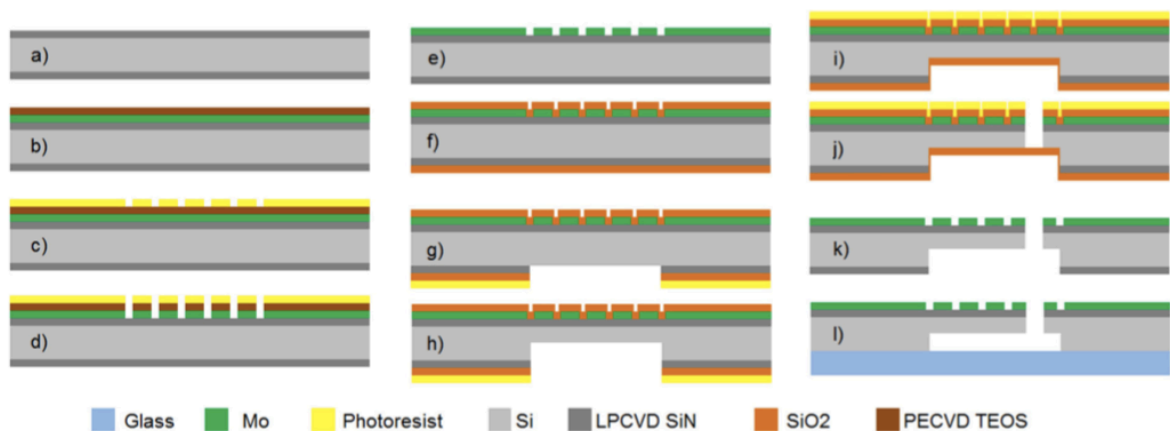 a)
b)
c)
d)
e)
f)
g)
h)
i)
j)
k)
l)
Glass Mo Photoresist Si LPCVD SiN SiO2 PECVD TEOS